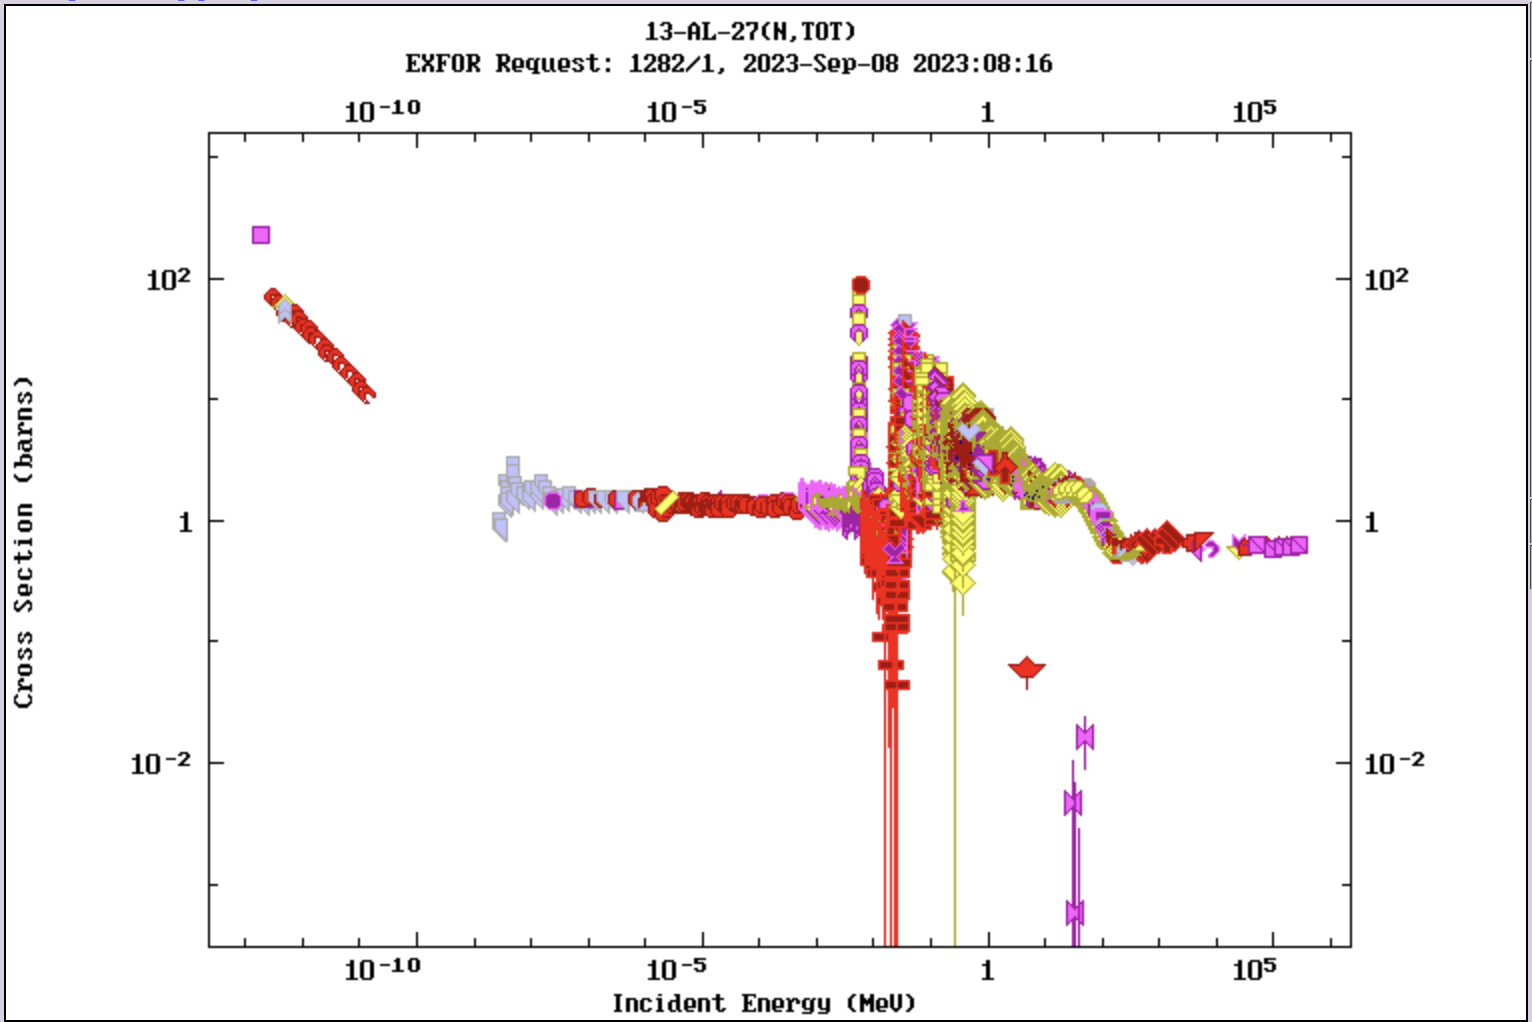 13-AL-27(N,TOT)
EXFOR Request: 1282/1, 2023-Sep-08 2023:08:16
10⁻¹⁰ 10⁻⁵ 1 10⁵
10² 10²
1 1
10⁻² 10⁻²
Cross Section (barns)
10⁻¹⁰ 10⁻⁵ 1 10⁵
Incident Energy (MeV)